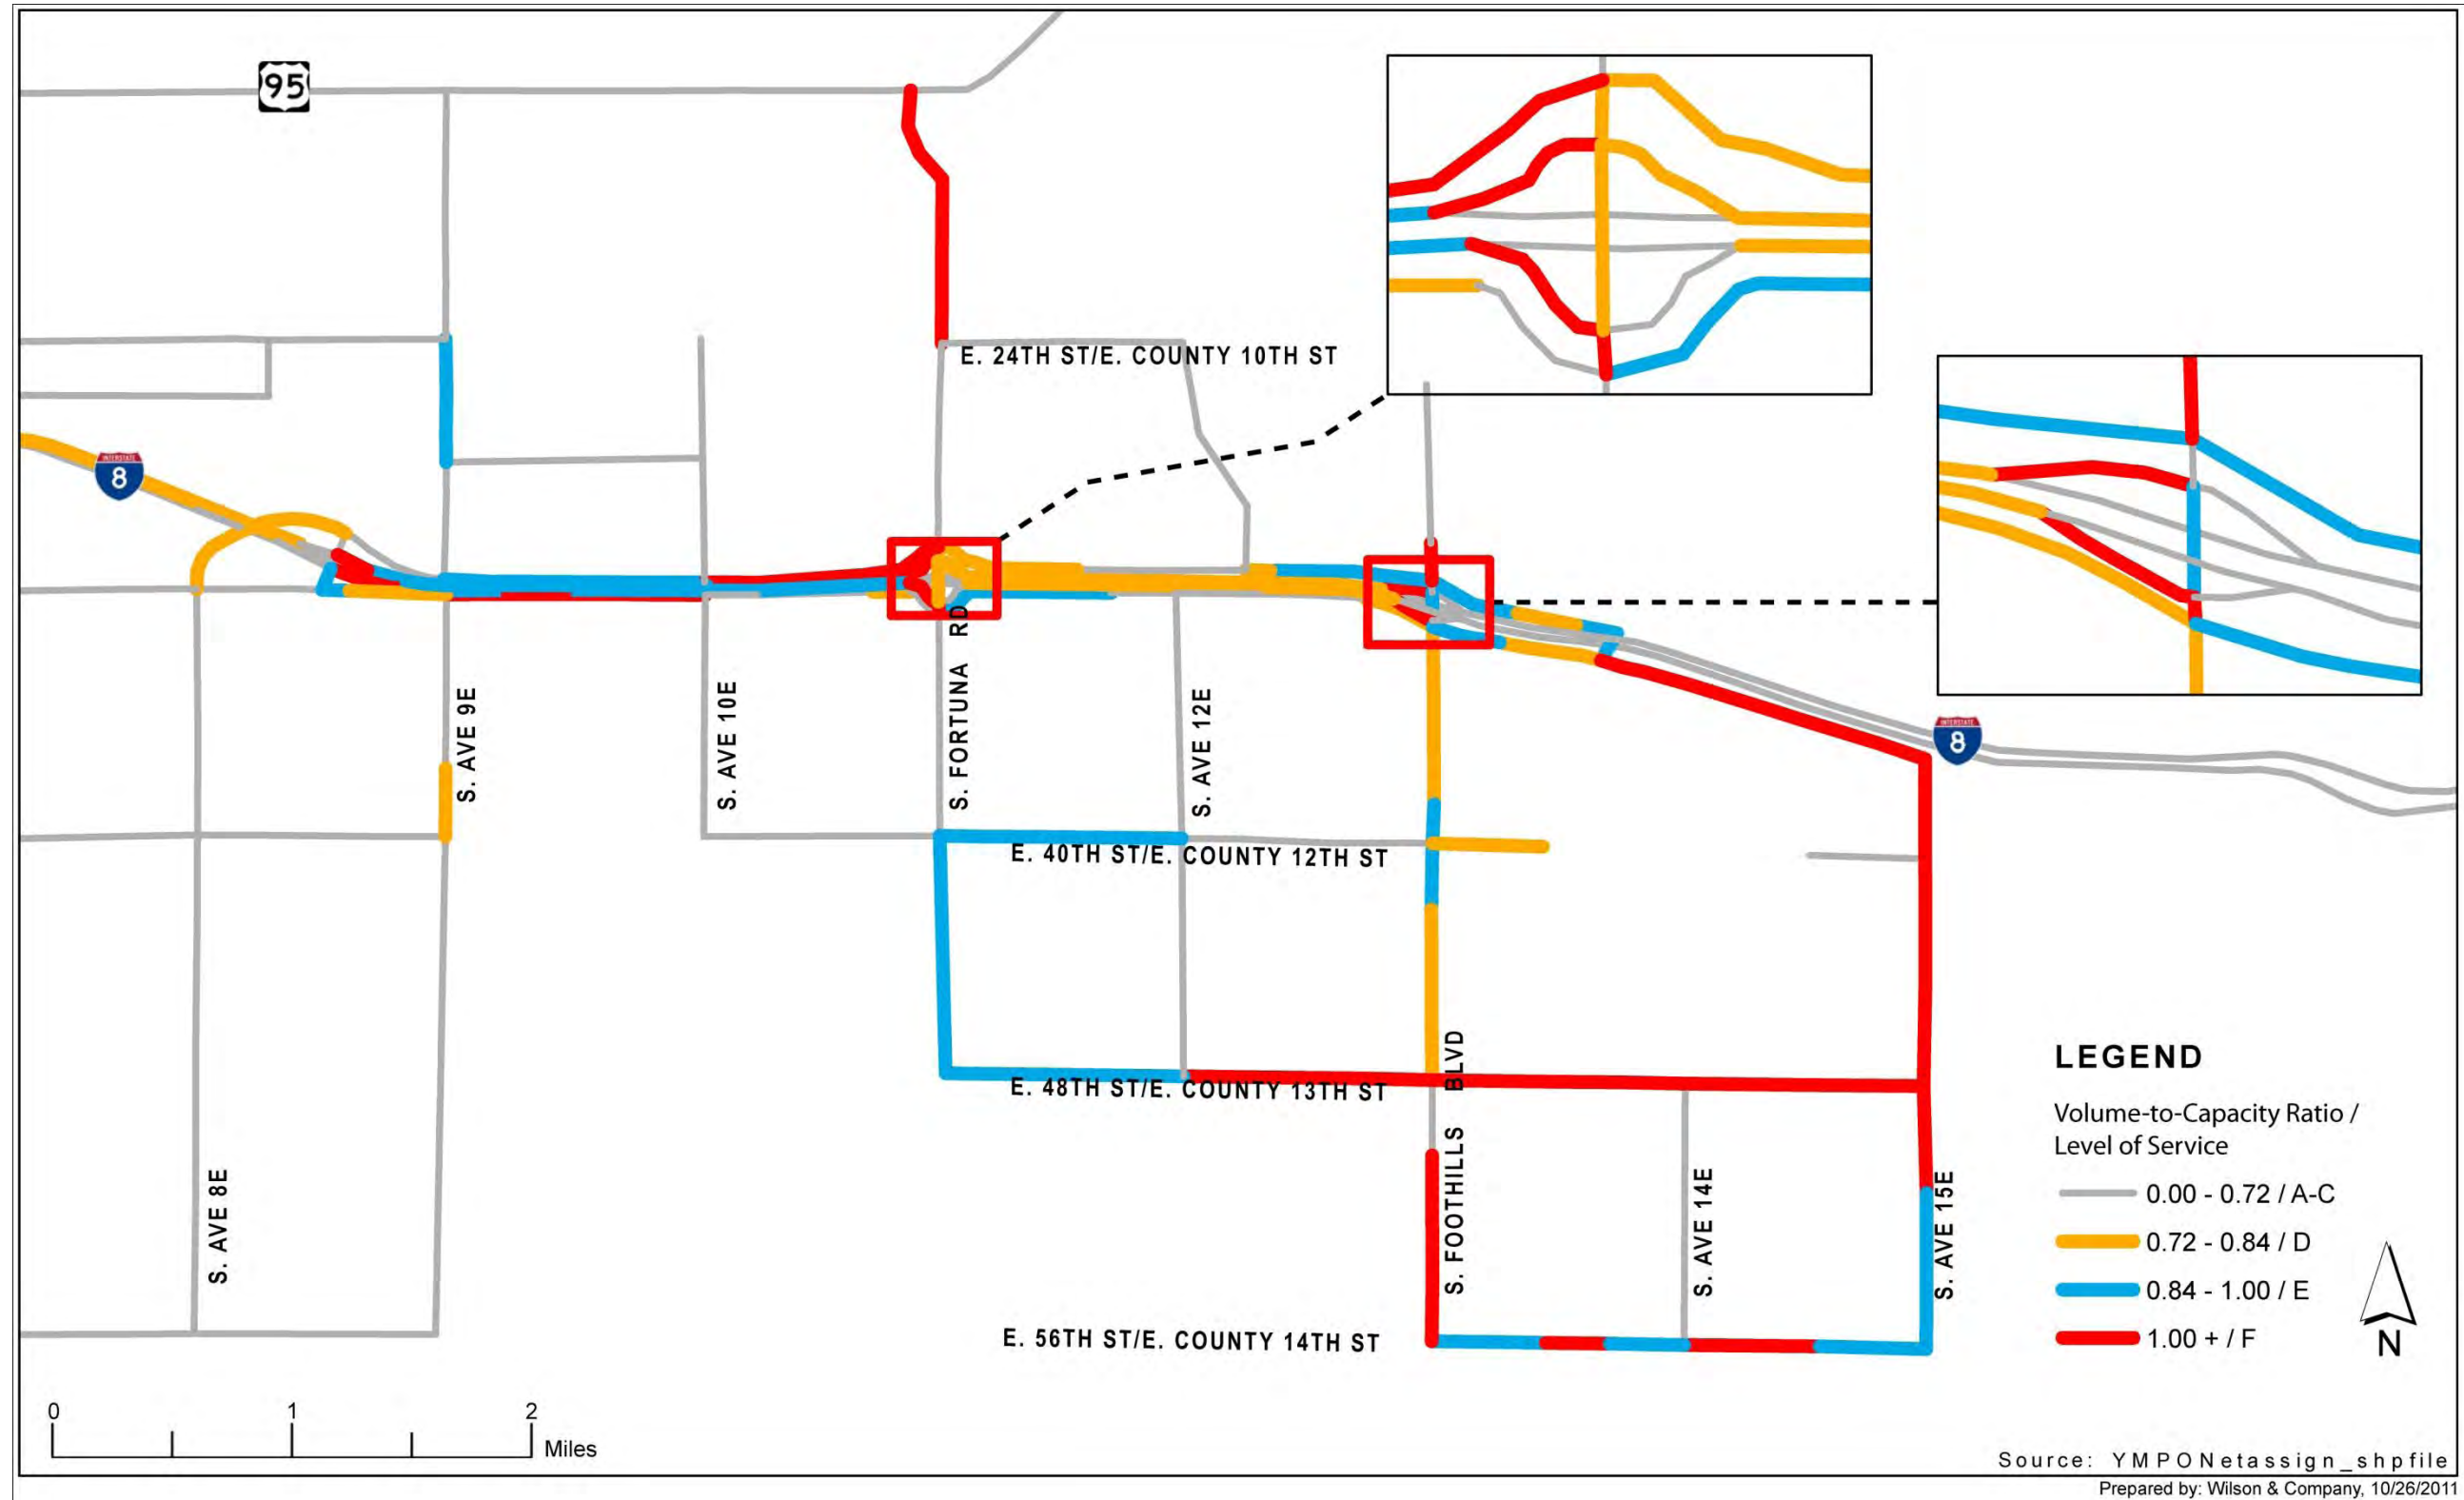 95
E. 24TH ST/E. COUNTY 10TH ST
INTERSTATE
8
S. AVE 9E
S. AVE 10E
S. FORTUNA RD
S. AVE 12E
INTERSTATE
8
E. 40TH ST/E. COUNTY 12TH ST
E. 48TH ST/E. COUNTY 13TH ST
S. AVE 8E
S. FOOTHILLS BLVD
S. AVE 14E
S. AVE 15E
E. 56TH ST/E. COUNTY 14TH ST
LEGEND
Volume-to-Capacity Ratio /
Level of Service
0.00 - 0.72 / A-C
0.72 - 0.84 / D
0.84 - 1.00 / E
1.00 + / F
N
0 1 2
Miles
Source: YMPONetassign_shpfile
Prepared by: Wilson & Company, 10/26/2011